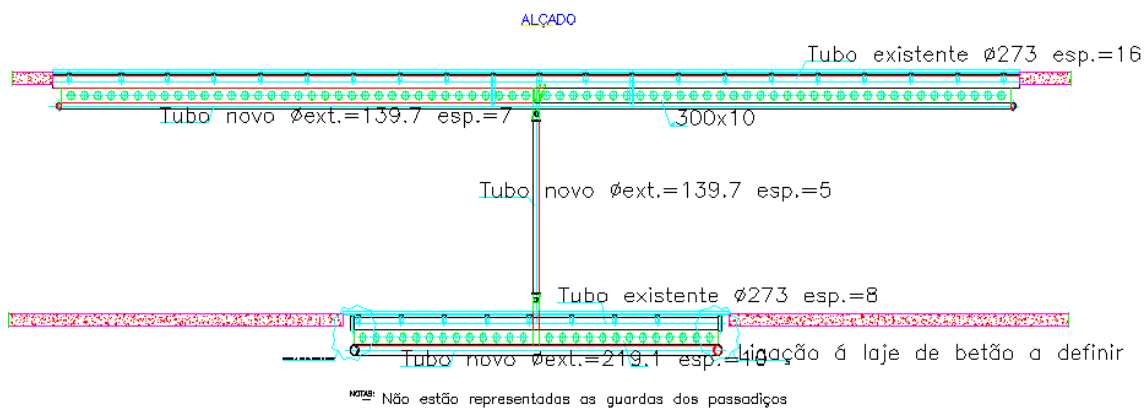 ALÇADO
Tubo existente Ø273 esp.=16
Tubo novo Øext.=139.7 esp.=7
300x10
Tubo novo Øext.=139.7 esp.=5
Tubo existente Ø273 esp.=8
Tubo novo Øext.=219.1 esp.=10
Ligação á laje de betão a definir
NOTAS: Não estão representadas as guardas dos passadiços